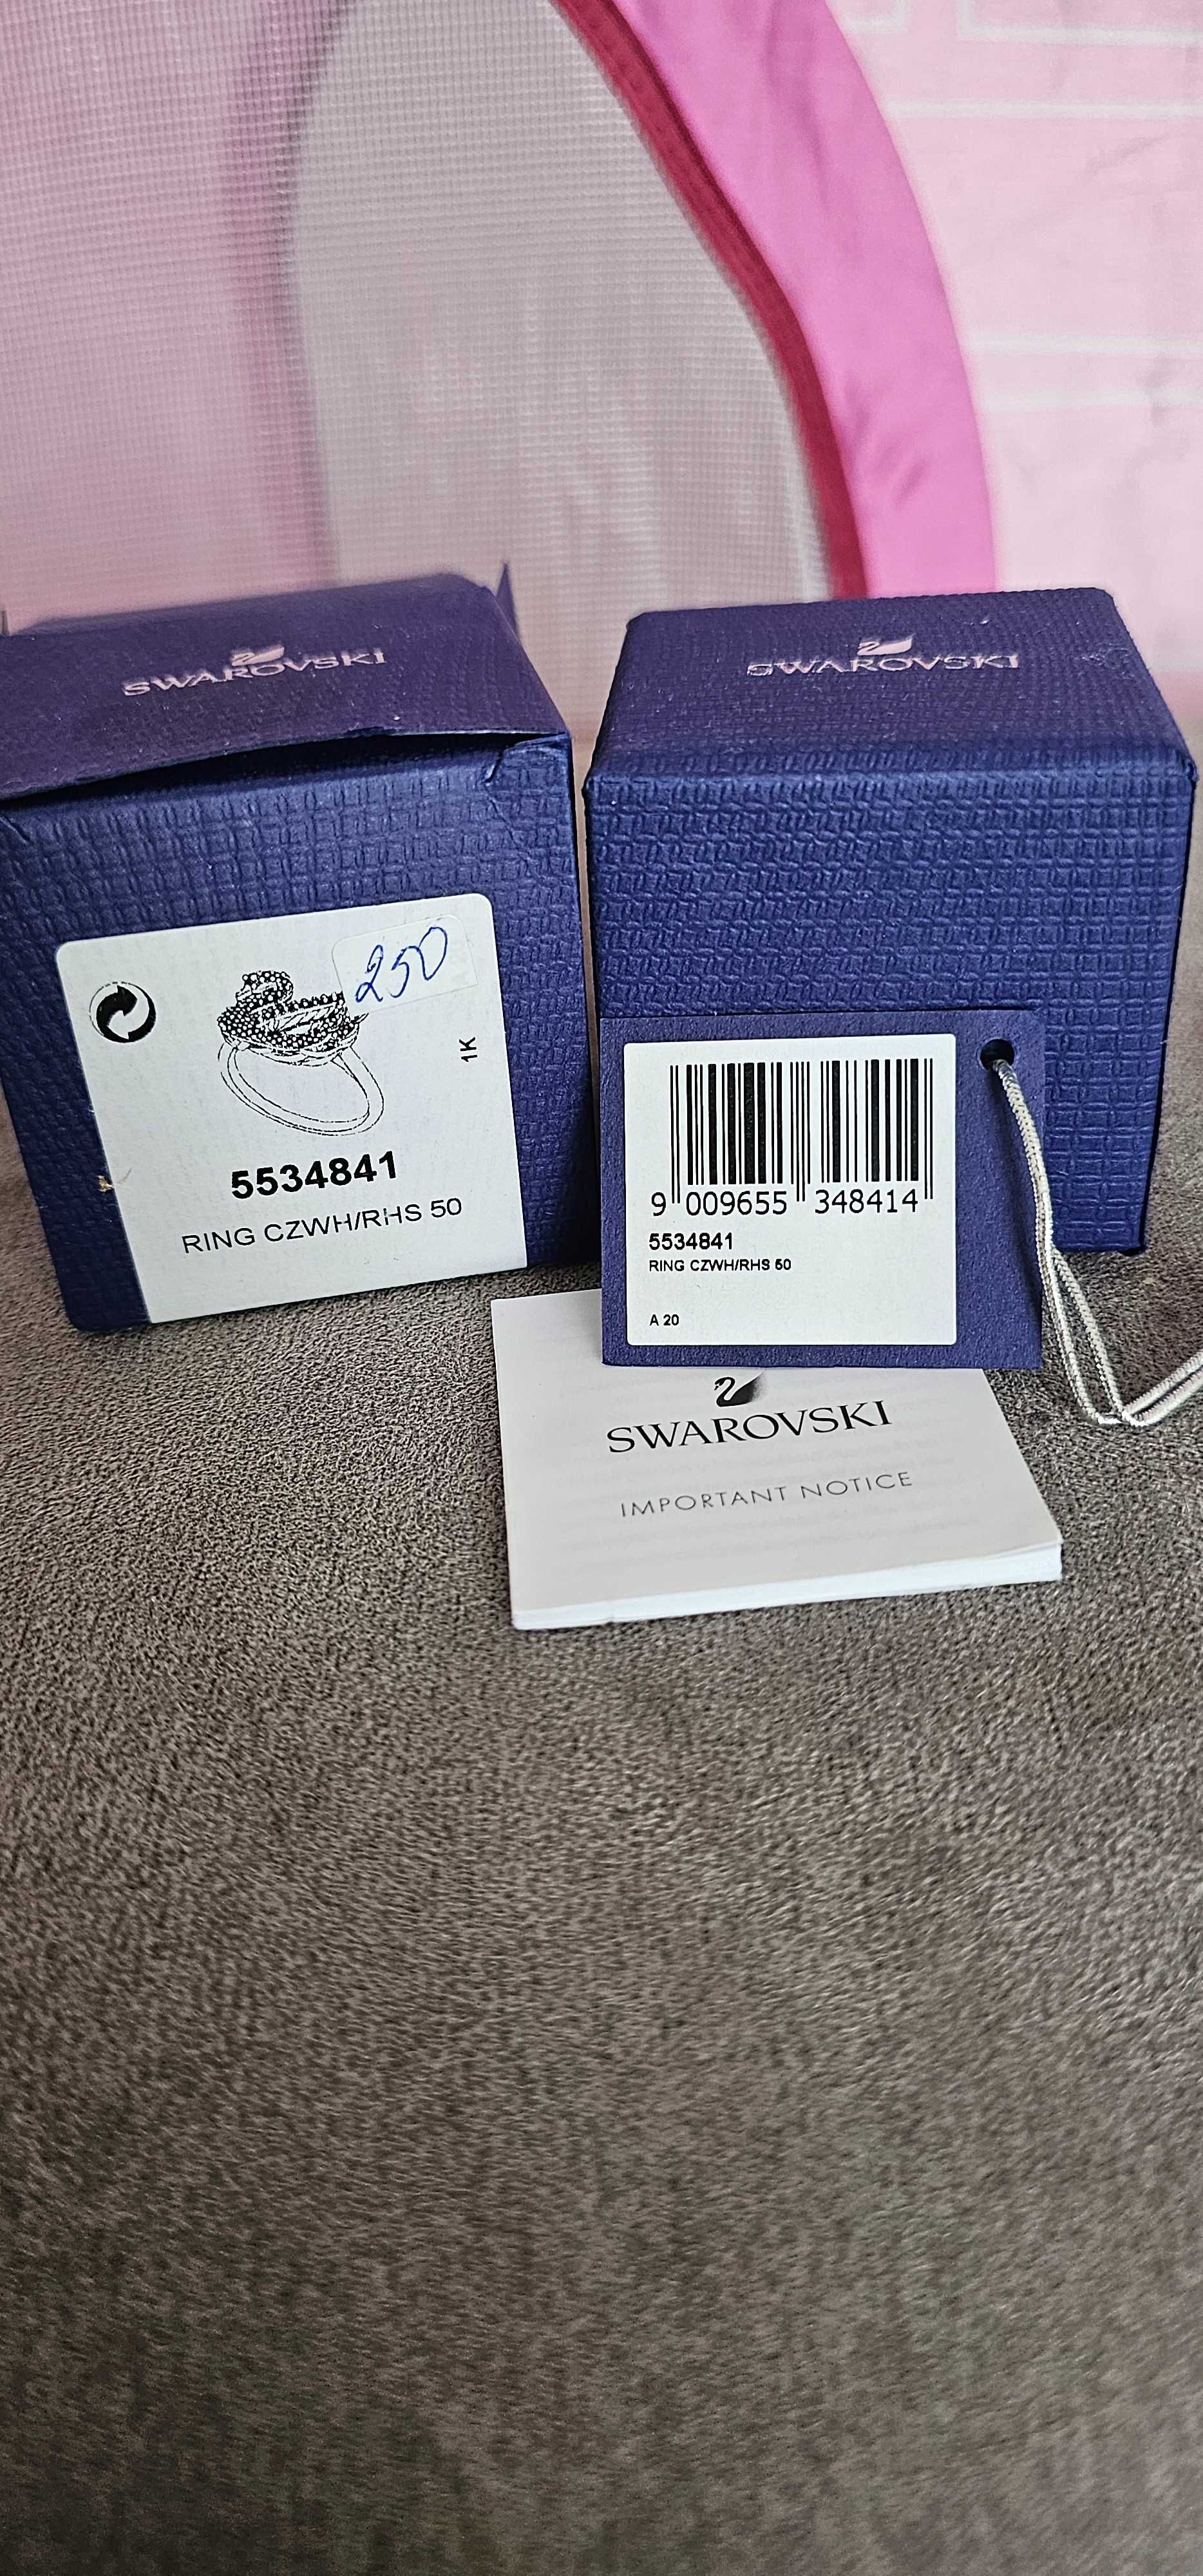 SWAROVSKI
250
1K
5534841
RING CZWH/RHS 50
SWAROVSKI
9 009655 348414
5534841
RING CZWH/RHS 50
A 20
SWAROVSKI
IMPORTANT NOTICE